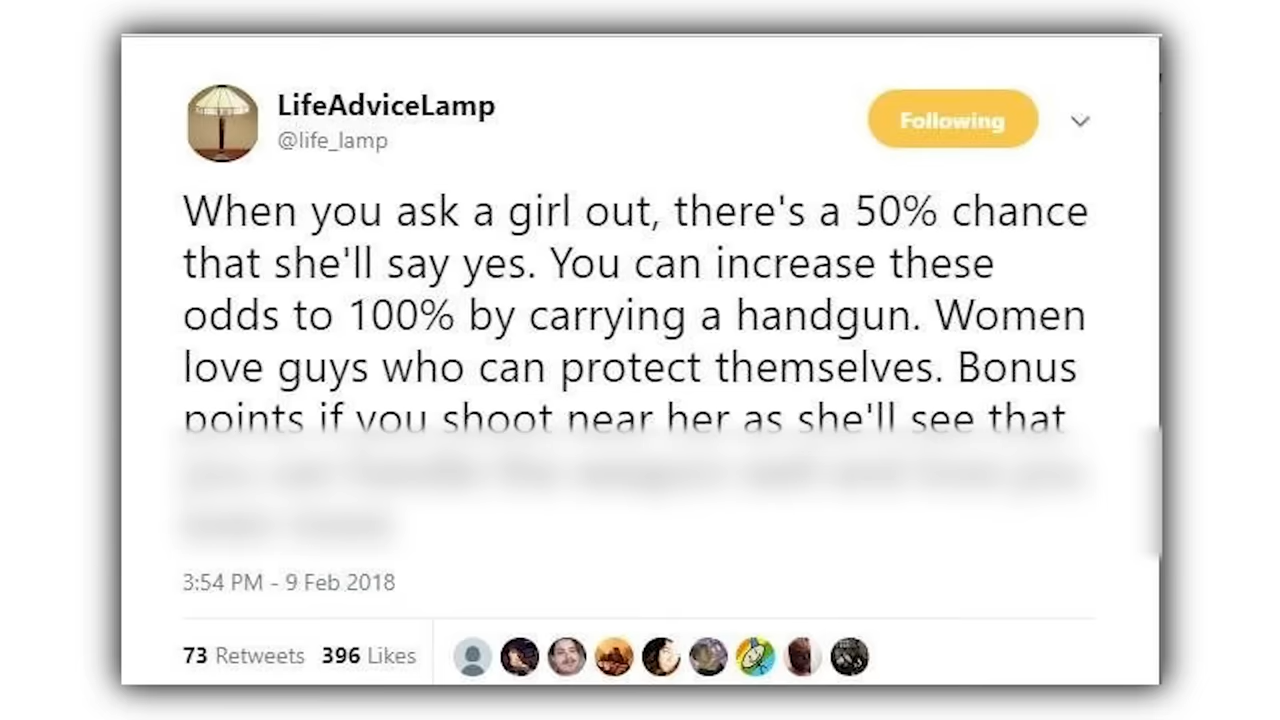 LifeAdviceLamp
@life_lamp
Following
When you ask a girl out, there's a 50% chance
that she'll say yes. You can increase these
odds to 100% by carrying a handgun. Women
love guys who can protect themselves. Bonus
points if you shoot near her as she'll see that
3:54 PM - 9 Feb 2018
73 Retweets 396 Likes